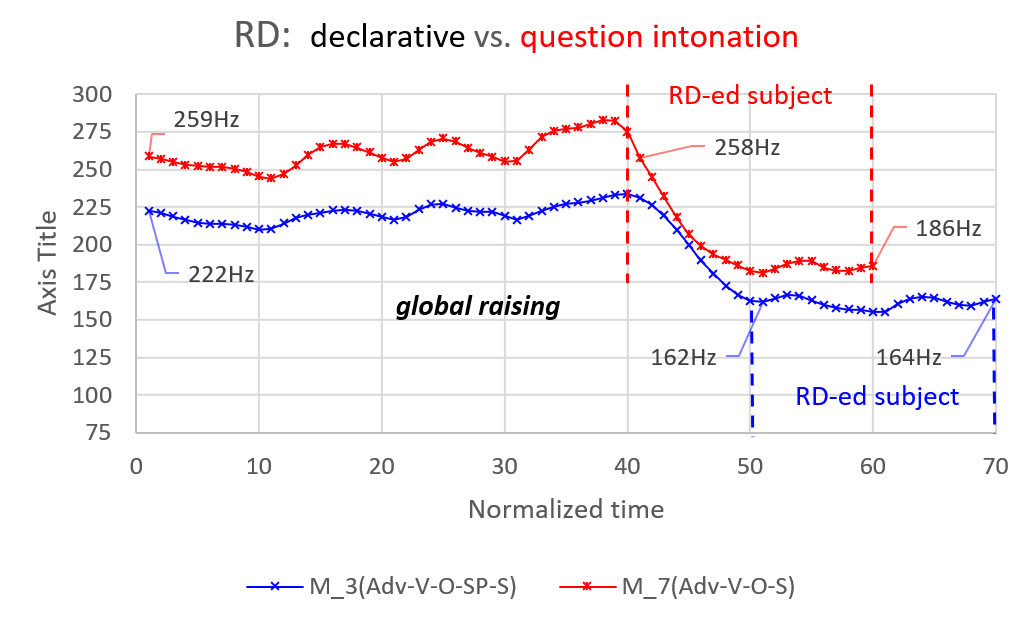 RD: declarative vs. question intonation
300
275
250
225
200
175
150
125
100
75
Axis Title
0
10
20
30
40
50
60
70
Normalized time
RD-ed subject
259Hz
258Hz
186Hz
222Hz
global raising
162Hz
164Hz
RD-ed subject
M_3(Adv-V-O-SP-S)
M_7(Adv-V-O-S)